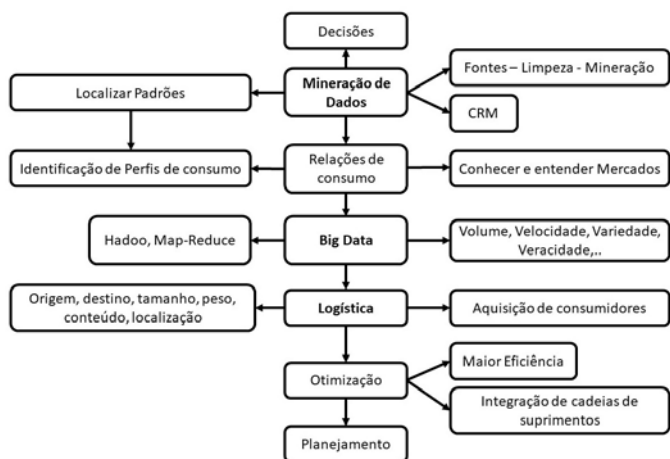 Decisões
Fontes – Limpeza - Mineração
Localizar Padrões
Mineração de
Dados
CRM
Identificação de Perfis de consumo
Relações de
consumo
Conhecer e entender Mercados
Hadoo, Map-Reduce
Big Data
Volume, Velocidade, Variedade,
Veracidade,..
Origem, destino, tamanho, peso,
conteúdo, localização
Logística
Aquisição de consumidores
Maior Eficiência
Otimização
Integração de cadeias de
suprimentos
Planejamento